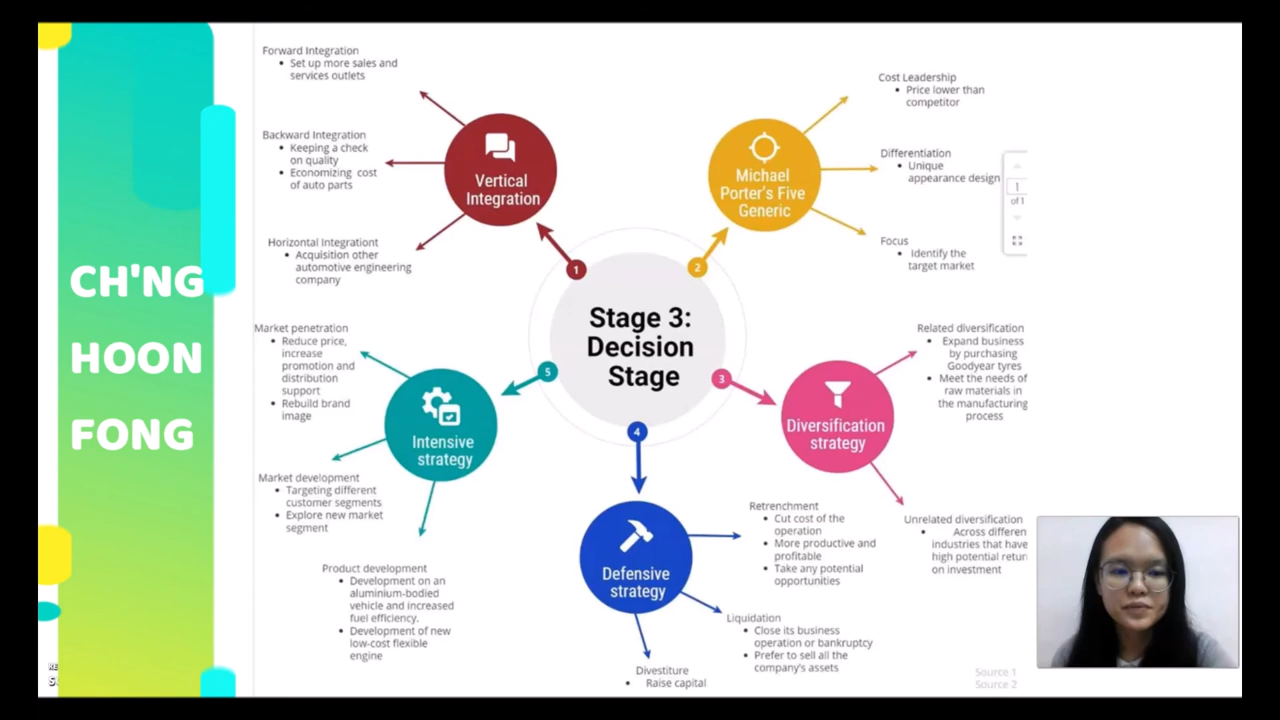 CH'NG
HOON
FONG
Stage 3:
Decision
Stage
1
Vertical
Integration
Forward Integration
• Set up more sales and
services outlets
Backward Integration
• Keeping a check
on quality
• Economizing cost
of auto parts
Horizontal Integrationt
• Acquisition other
automotive engineering
company
2
Michael
Porter's Five
Generic
Cost Leadership
• Price lower than
competitor
Differentiation
• Unique
appearance design
Focus
• Identify the
target market
1
of 1
3
Diversification
strategy
Related diversification
• Expand business
by purchasing
Goodyear tyres
• Meet the needs of
raw materials in
the manufacturing
process
Unrelated diversification
• Across differen
industries that have
high potential return
on investment
4
Defensive
strategy
Retrenchment
• Cut cost of the
operation
• More productive and
profitable
• Take any potential
opportunities
Liquidation
• Close its business
operation or bankruptcy
• Prefer to sell all the
company's assets
Divestiture
• Raise capital
5
Intensive
strategy
Market penetration
• Reduce price,
increase
promotion and
distribution
support
• Rebuild brand
image
Market development
• Targeting different
customer segments
• Explore new market
segment
Product development
• Development on an
aluminium-bodied
vehicle and increased
fuel efficiency.
• Development of new
low-cost flexible
engine
Source 1
Source 2